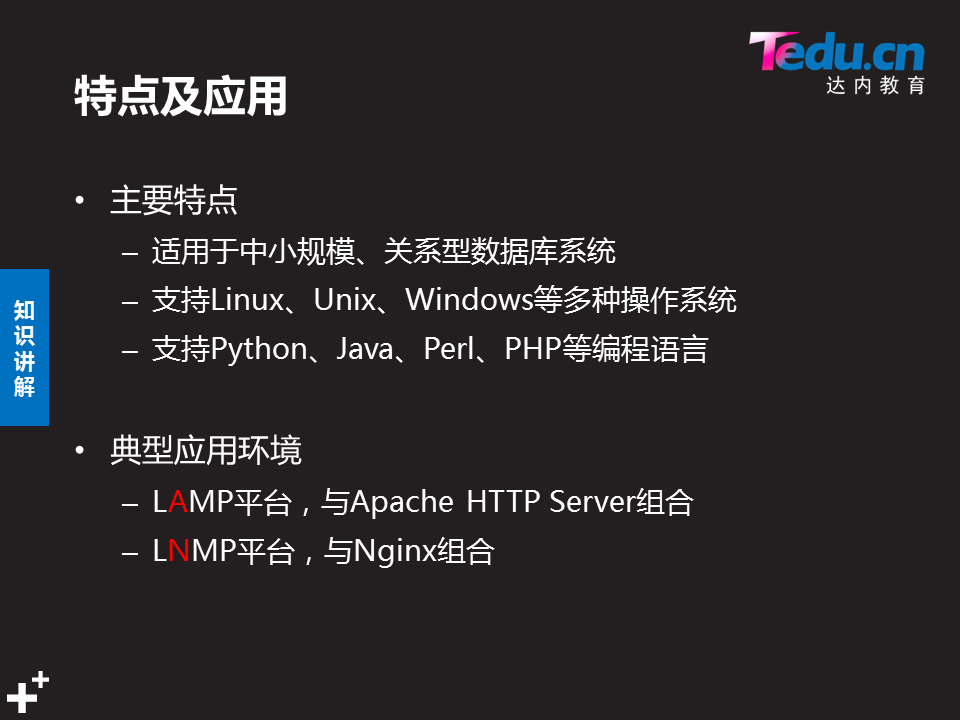 Tedu.cn
达内教育
特点及应用
• 主要特点
– 适用于中小规模、关系型数据库系统
– 支持Linux、Unix、Windows等多种操作系统
– 支持Python、Java、Perl、PHP等编程语言
知识讲解
• 典型应用环境
– LAMP平台，与Apache HTTP Server组合
– LNMP平台，与Nginx组合